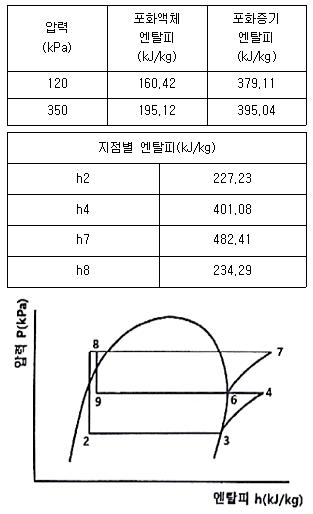 압력
(kPa)
포화액체
엔탈피
(kJ/kg)
포화증기
엔탈피
(kJ/kg)
120 160.42 379.11
350 195.12 395.04
지점별 엔탈피(kJ/kg)
h2 227.23
h4 401.08
h7 482.41
h8 234.29
압력 P(kPa)
8
7
9
6
4
2
3
엔탈피 h(kJ/kg)